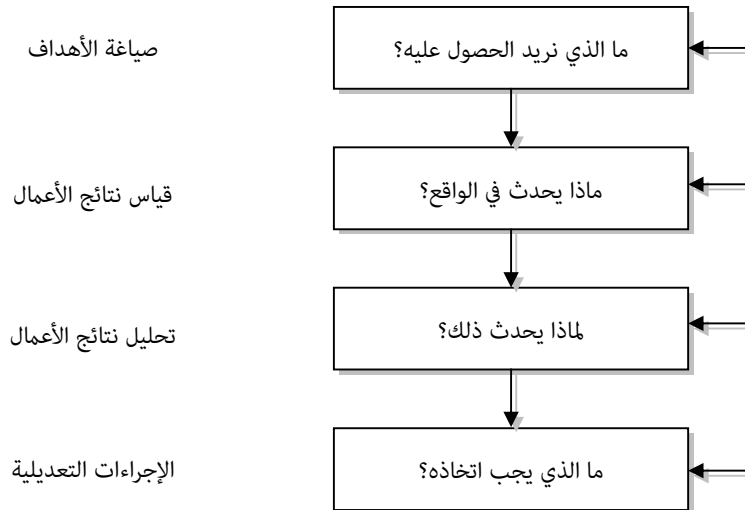 ما الذي نريد الحصول عليه؟
صياغة الأهداف
ماذا يحدث في الواقع؟
قياس نتائج الأعمال
لماذا يحدث ذلك؟
تحليل نتائج الأعمال
ما الذي يجب اتخاذه؟
الإجراءات التعديلية